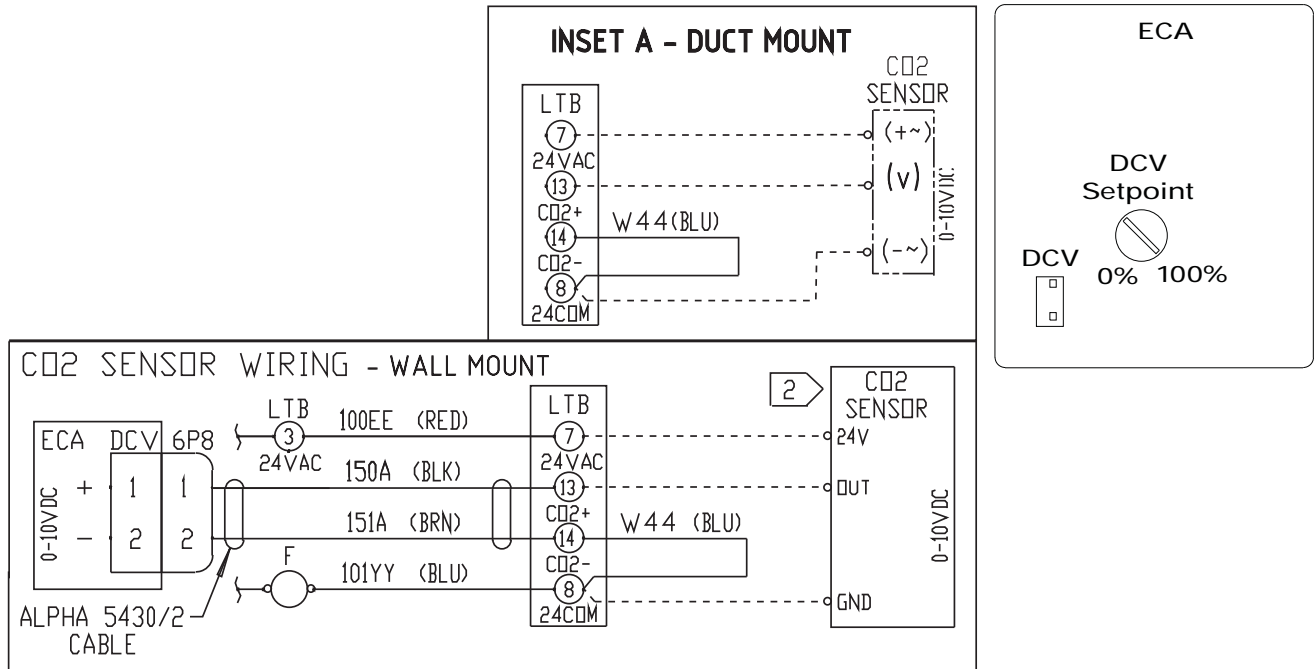 INSET A - DUCT MOUNT
LTB
7
24VAC
13
CO2+
14
CO2-
8
24COM
W44(BLU)
CO2
SENSOR
(+~)
(v)
(-~)
0-10VDC
ECA
DCV
Setpoint
DCV
0% 100%
CO2 SENSOR WIRING - WALL MOUNT
ECA DCV 6P8
0-10VDC
+ 1 1
- 2 2
ALPHA 5430/2
CABLE
LTB
3
24VAC
100EE (RED)
150A (BLK)
151A (BRN)
F
101YY (BLU)
LTB
7
24VAC
13
CO2+
14
CO2-
8
24COM
W44 (BLU)
2
CO2
SENSOR
24V
OUT
GND
0-10VDC